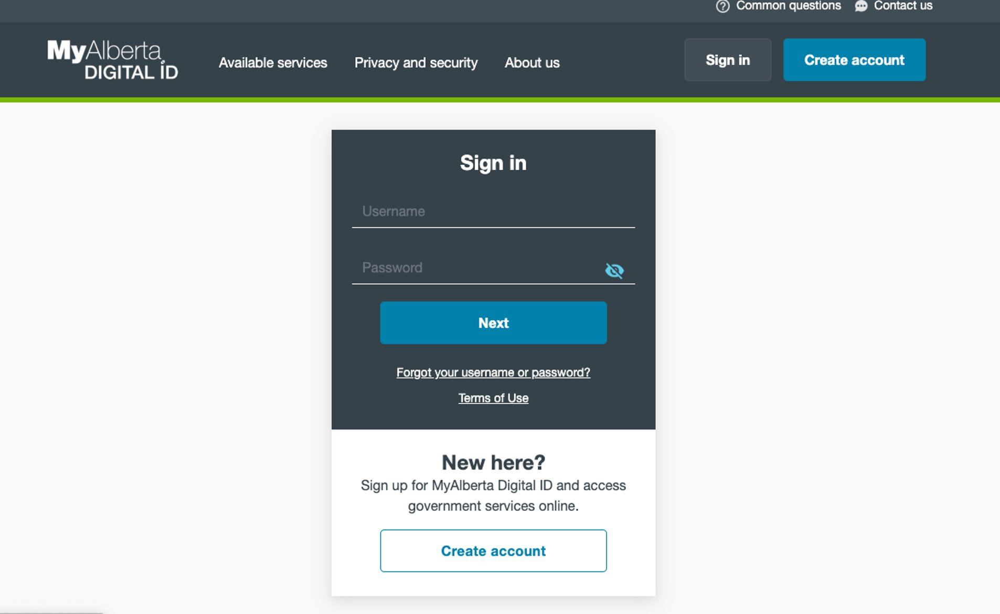 Common questions Contact us
MyAlberta
DIGITAL ID
Available services Privacy and security About us Sign in Create account
Sign in
Username
Password
Next
Forgot your username or password?
Terms of Use
New here?
Sign up for MyAlberta Digital ID and access
government services online.
Create account